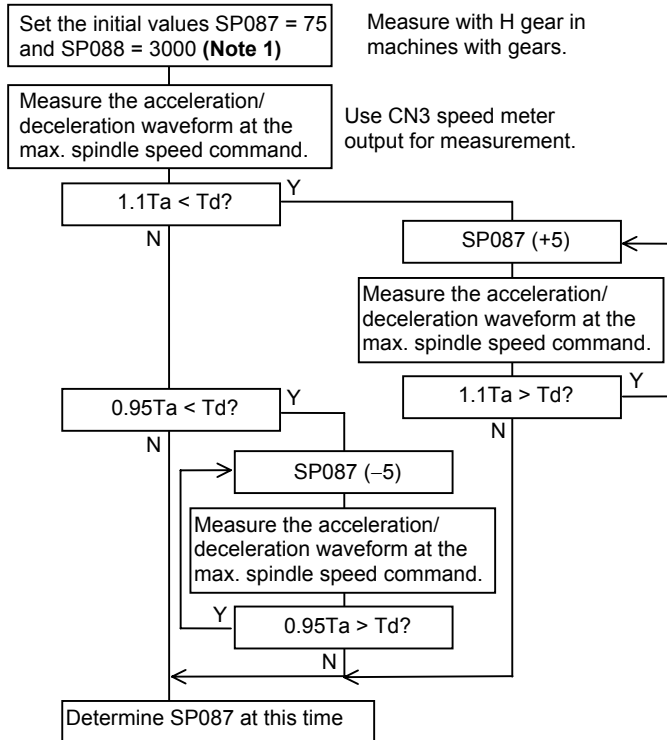 Set the initial values SP087 = 75
and SP088 = 3000 (Note 1)
Measure with H gear in
machines with gears.
Measure the acceleration/
deceleration waveform at the
max. spindle speed command.
Use CN3 speed meter
output for measurement.
1.1Ta < Td?
Y
N
SP087 (+5)
Measure the acceleration/
deceleration waveform at the
max. spindle speed command.
1.1Ta > Td?
Y
N
0.95Ta < Td?
Y
N
SP087 (−5)
Measure the acceleration/
deceleration waveform at the
max. spindle speed command.
Y
0.95Ta > Td?
N
Determine SP087 at this time